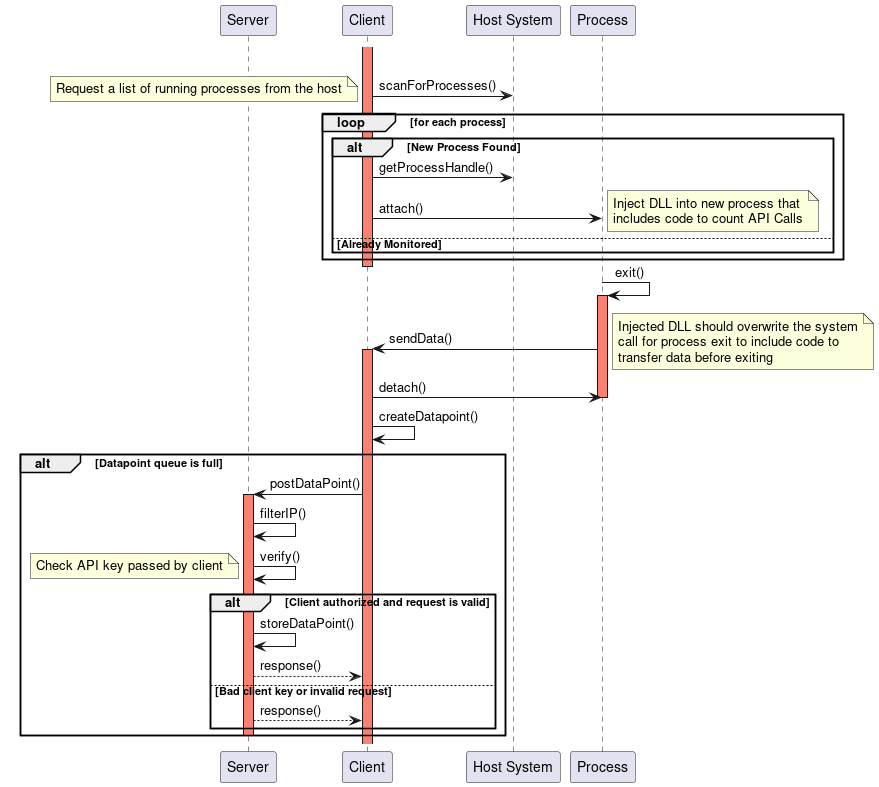 Server
Client
Host System
Process
Request a list of running processes from the host
scanForProcesses()
loop
[for each process]
alt
[New Process Found]
getProcessHandle()
attach()
Inject DLL into new process that
includes code to count API Calls
[Already Monitored]
exit()
Injected DLL should overwrite the system
call for process exit to include code to
transfer data before exiting
sendData()
detach()
createDatapoint()
alt
[Datapoint queue is full]
postDataPoint()
filterIP()
verify()
Check API key passed by client
alt
[Client authorized and request is valid]
storeDataPoint()
response()
[Bad client key or invalid request]
response()
Server
Client
Host System
Process